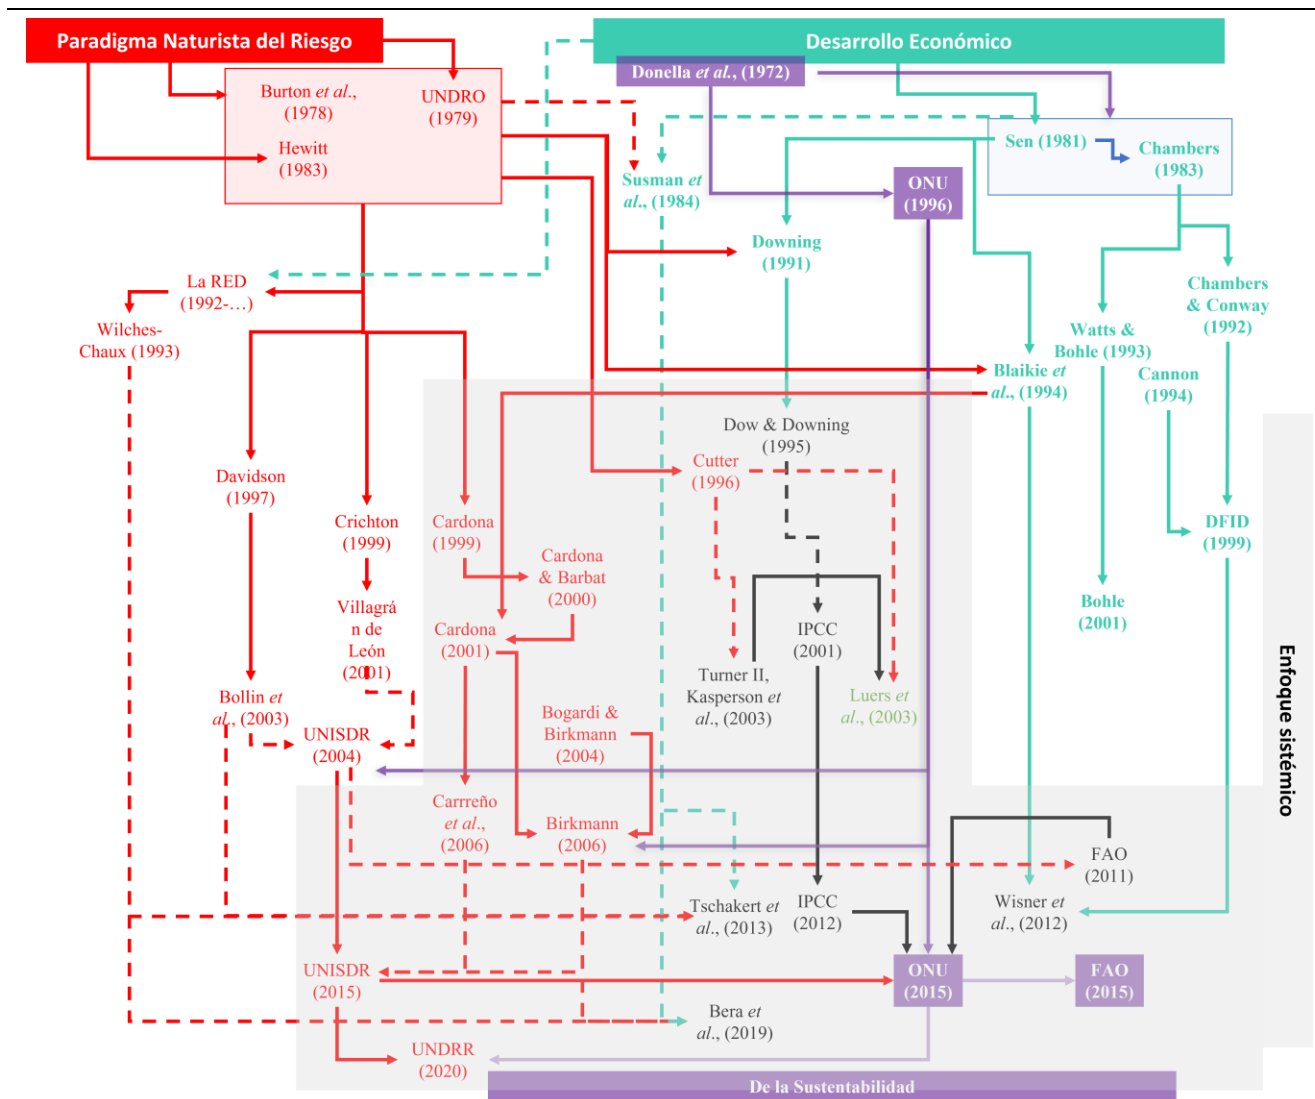 Paradigma Naturista del Riesgo
Desarrollo Económico
Donella et al., (1972)
Burton et al.,
(1978)
UNDRO
(1979)
Hewitt
(1983)
Sen (1981)
Chambers
(1983)
Susman et
al., (1984)
ONU
(1996)
Downing
(1991)
La RED
(1992-…)
Chambers
& Conway
(1992)
Wilches-
Chaux (1993)
Watts &
Bohle (1993)
Blaikie et
al., (1994)
Cannon
(1994)
Dow & Downing
(1995)
Cutter
(1996)
Davidson
(1997)
Crichton
(1999)
Cardona
(1999)
DFID
(1999)
Cardona
& Barbat
(2000)
Villagrá
n de
León
(2001)
Cardona
(2001)
IPCC
(2001)
Bohle
(2001)
Turner II,
Kasperson et
al., (2003)
Luers et
al., (2003)
Bollin et
al., (2003)
Bogardi &
Birkmann
(2004)
UNISDR
(2004)
Enfoque sistémico
Carrreño
et al.,
(2006)
Birkmann
(2006)
FAO
(2011)
Tschakert et
al., (2013)
IPCC
(2012)
Wisner et
al., (2012)
UNISDR
(2015)
ONU
(2015)
FAO
(2015)
Bera et
al., (2019)
UNDRR
(2020)
De la Sustentabilidad